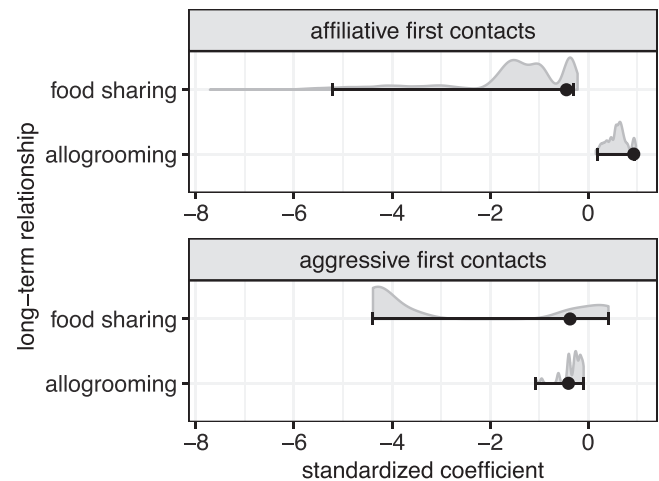 affiliative first contacts
food sharing
allogrooming
−8 −6 −4 −2 0
aggressive first contacts
food sharing
allogrooming
−8 −6 −4 −2 0
standardized coefficient
long−term relationship